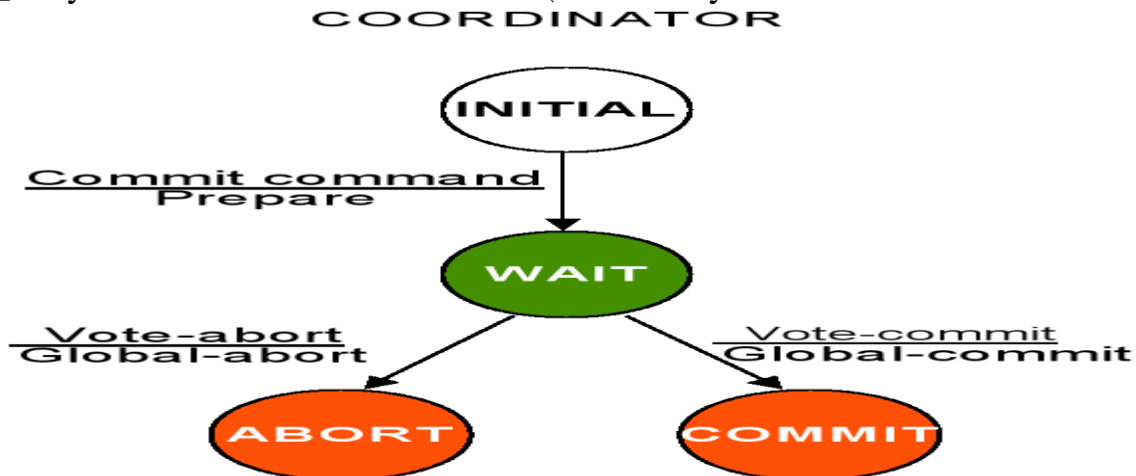 COORDINATOR
INITIAL
Commit command
Prepare
WAIT
Vote-abort
Global-abort
Vote-commit
Global-commit
ABORT
COMMIT